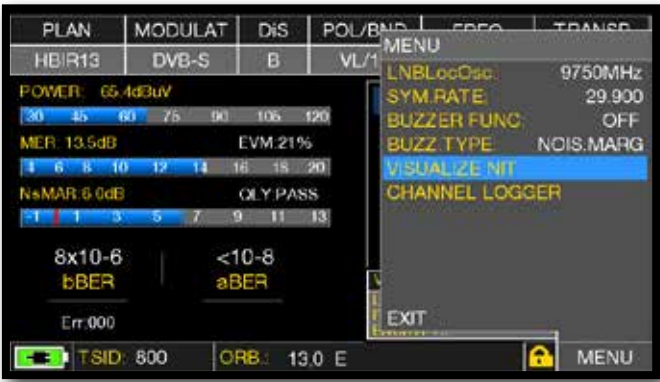 PLAN MODULAT DiS POL/BND FREQ TRANSP
HBIR13 DVB-S B VL/1
MENU
LNBLocOsc. 9750MHz
SYM.RATE: 29.900
BUZZER FUNC: OFF
BUZZ TYPE: NOIS.MARG
VISUALIZE NIT
CHANNEL LOGGER
EXIT
POWER: 65.4dBuV
30 45 60 75 90 105 120
MER: 13.5dB EVM:21%
4 6 8 10 12 14 16 18 20
NsMAR:6.0dB QLY:PASS
-1 1 3 5 7 9 11 13
8x10-6 <10-8
bBER aBER
Err:000
TSID: 800 ORB.: 13.0 E MENU